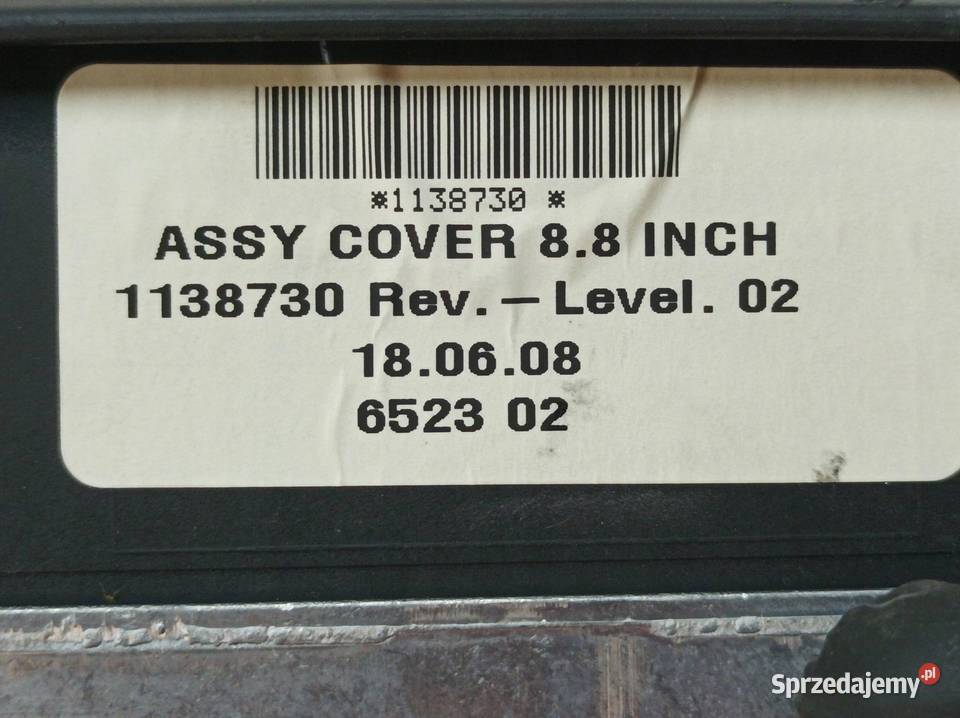 *1138730 *
ASSY COVER 8.8 INCH
1138730 Rev. – Level. 02
18.06.08
6523 02
Sprzedajemy.pl